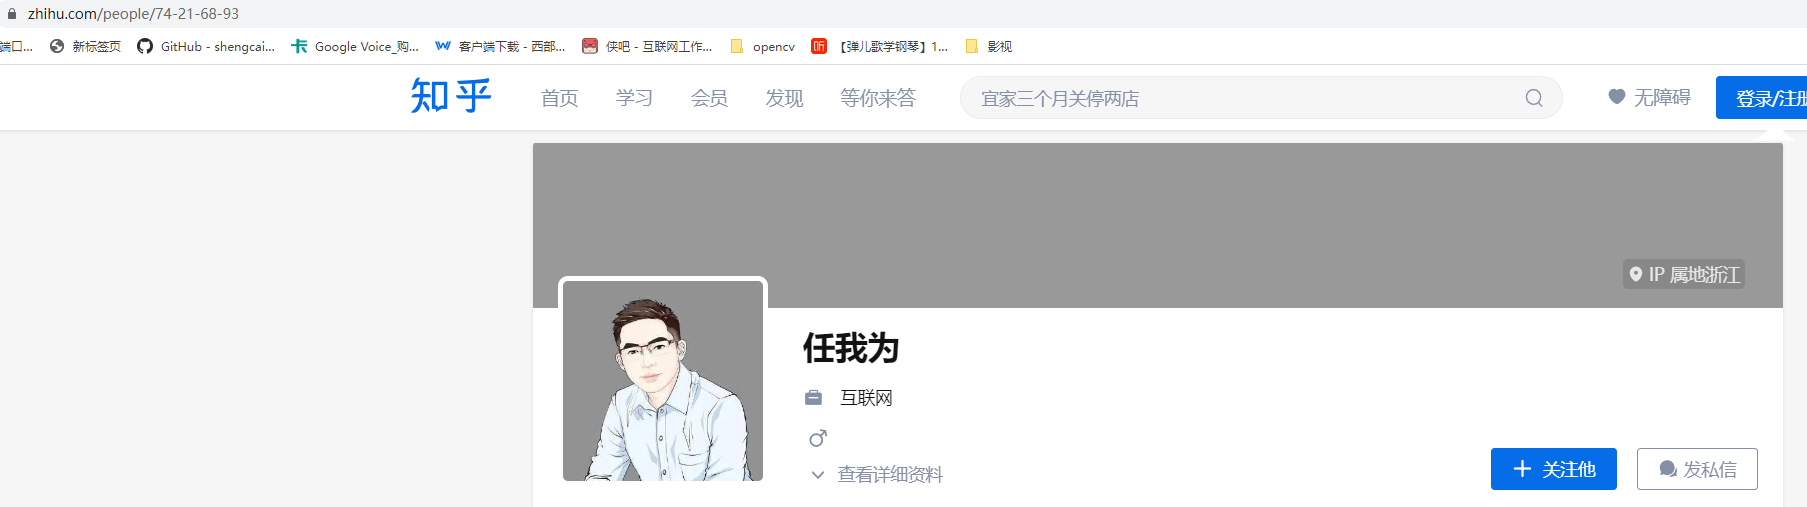 zhihu.com/people/74-21-68-93
端口... 新标签页 GitHub - shengcai... Google Voice_购... 客户端下载 - 西部... 侠吧 - 互联网工作... opencv 听 【弹儿歌学钢琴】1... 影视
知乎 首页 学习 会员 发现 等你来答 宜家三个月关停两店 无障碍 登录/注册
IP 属地浙江
任我为
互联网
查看详细资料
关注他 发私信